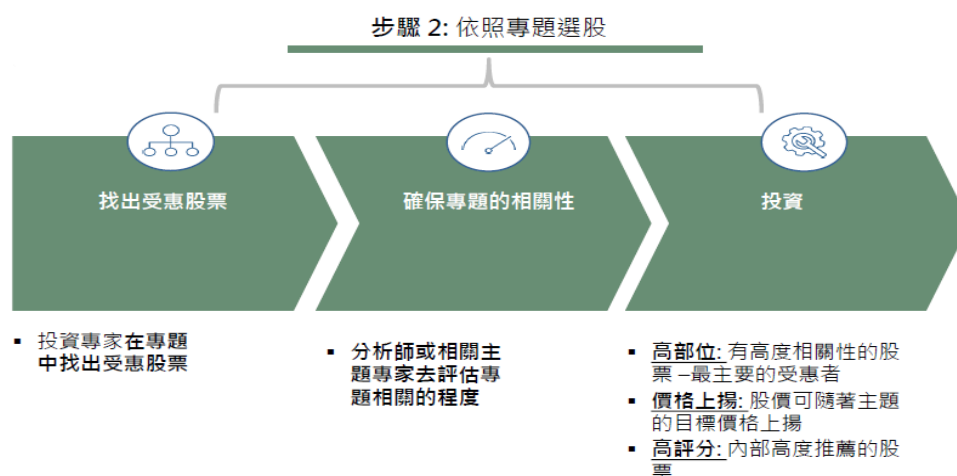 步驟 2: 依照專題選股
找出受惠股票
確保專題的相關性
投資
▪ 投資專家在專題
中找出受惠股票
▪ 分析師或相關主
題專家去評估專
題相關的程度
▪ 高部位: 有高度相關性的股
票 –最主要的受惠者
▪ 價格上揚: 股價可隨著主題
的目標價格上揚
▪ 高評分: 內部高度推薦的股
票